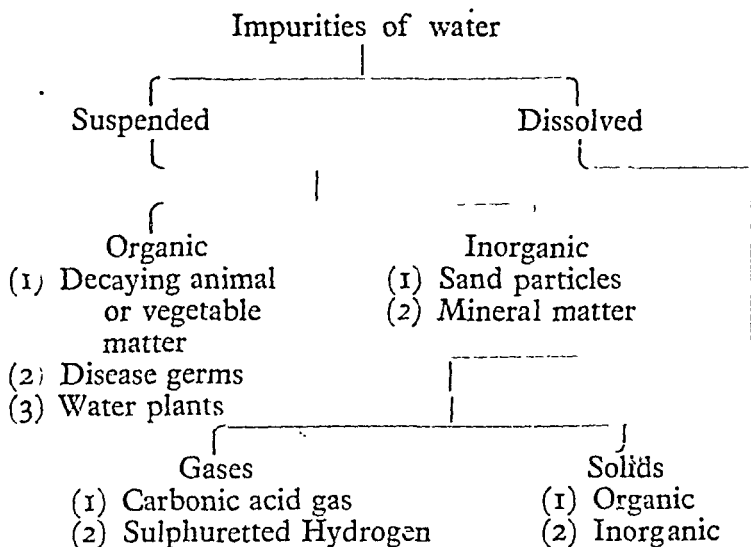 Impurities of water
Suspended Dissolved
Organic Inorganic
(1) Decaying animal (1) Sand particles
or vegetable (2) Mineral matter
matter
(2) Disease germs
(3) Water plants
Gases Solids
(1) Carbonic acid gas (1) Organic
(2) Sulphuretted Hydrogen (2) Inorganic